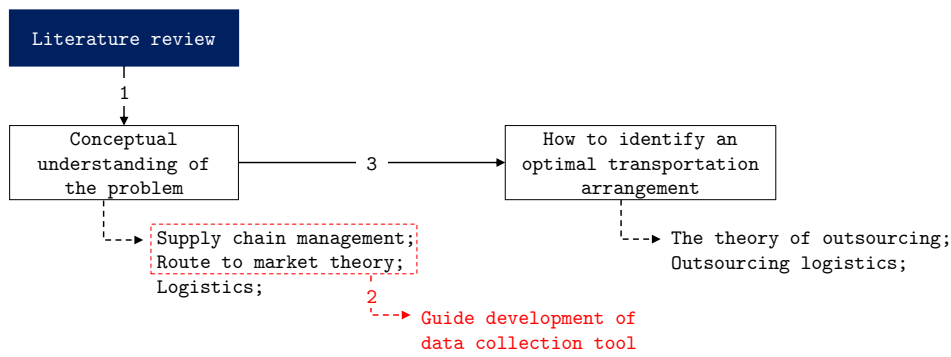 Literature review
1
Conceptual
understanding of
the problem
3
How to identify an
optimal transportation
arrangement
Supply chain management;
Route to market theory;
Logistics;
The theory of outsourcing;
Outsourcing logistics;
2
Guide development of
data collection tool